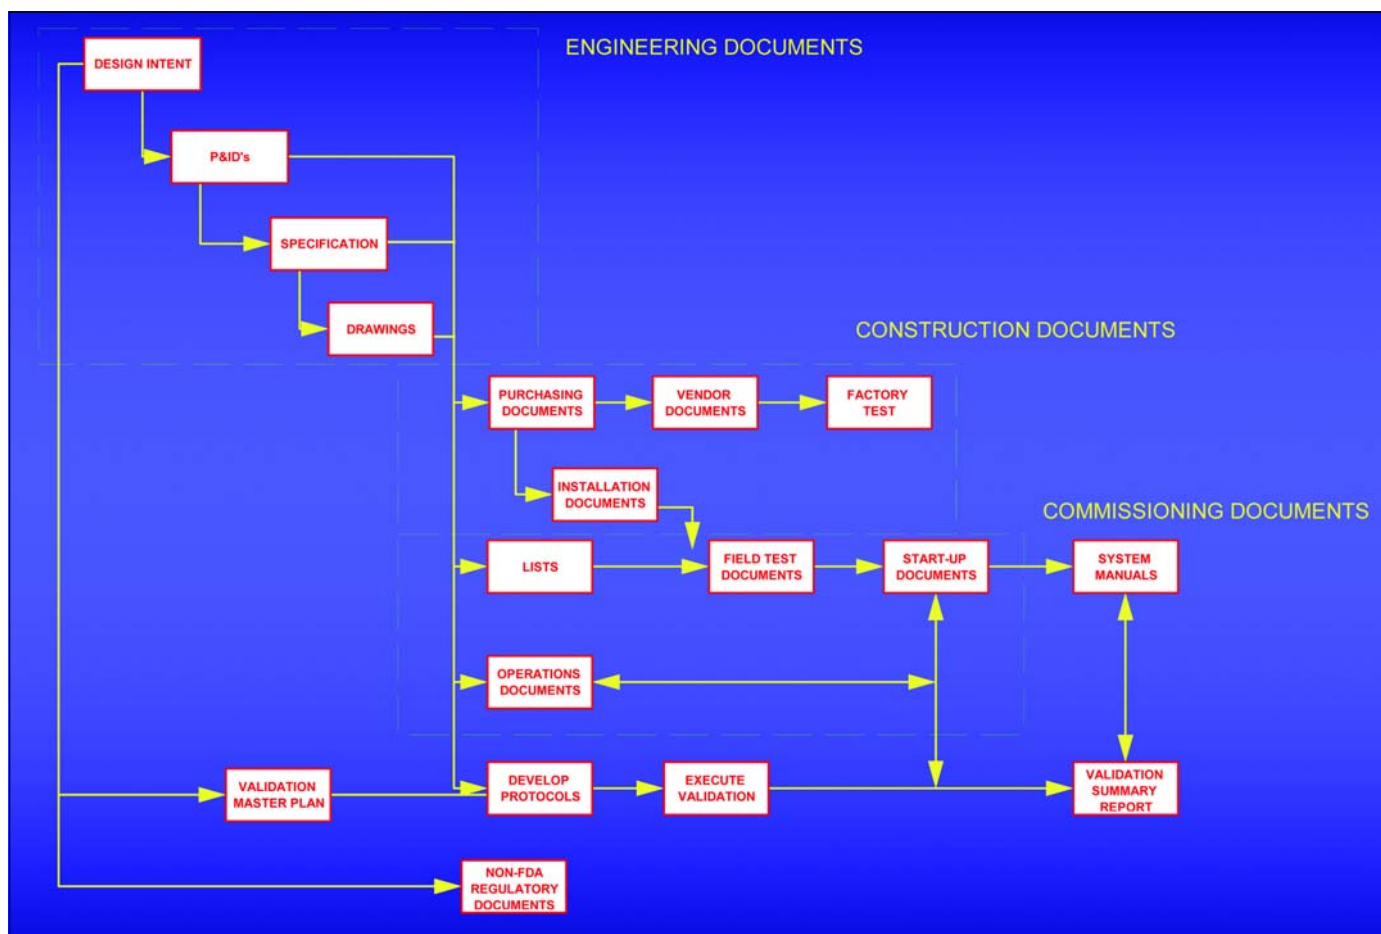 ENGINEERING DOCUMENTS
DESIGN INTENT
P&ID's
SPECIFICATION
DRAWINGS
CONSTRUCTION DOCUMENTS
PURCHASING
DOCUMENTS
VENDOR
DOCUMENTS
FACTORY
TEST
INSTALLATION
DOCUMENTS
COMMISSIONING DOCUMENTS
LISTS
FIELD TEST
DOCUMENTS
START-UP
DOCUMENTS
SYSTEM
MANUALS
OPERATIONS
DOCUMENTS
VALIDATION
MASTER PLAN
DEVELOP
PROTOCOLS
EXECUTE
VALIDATION
VALIDATION
SUMMARY
REPORT
NON-FDA
REGULATORY
DOCUMENTS